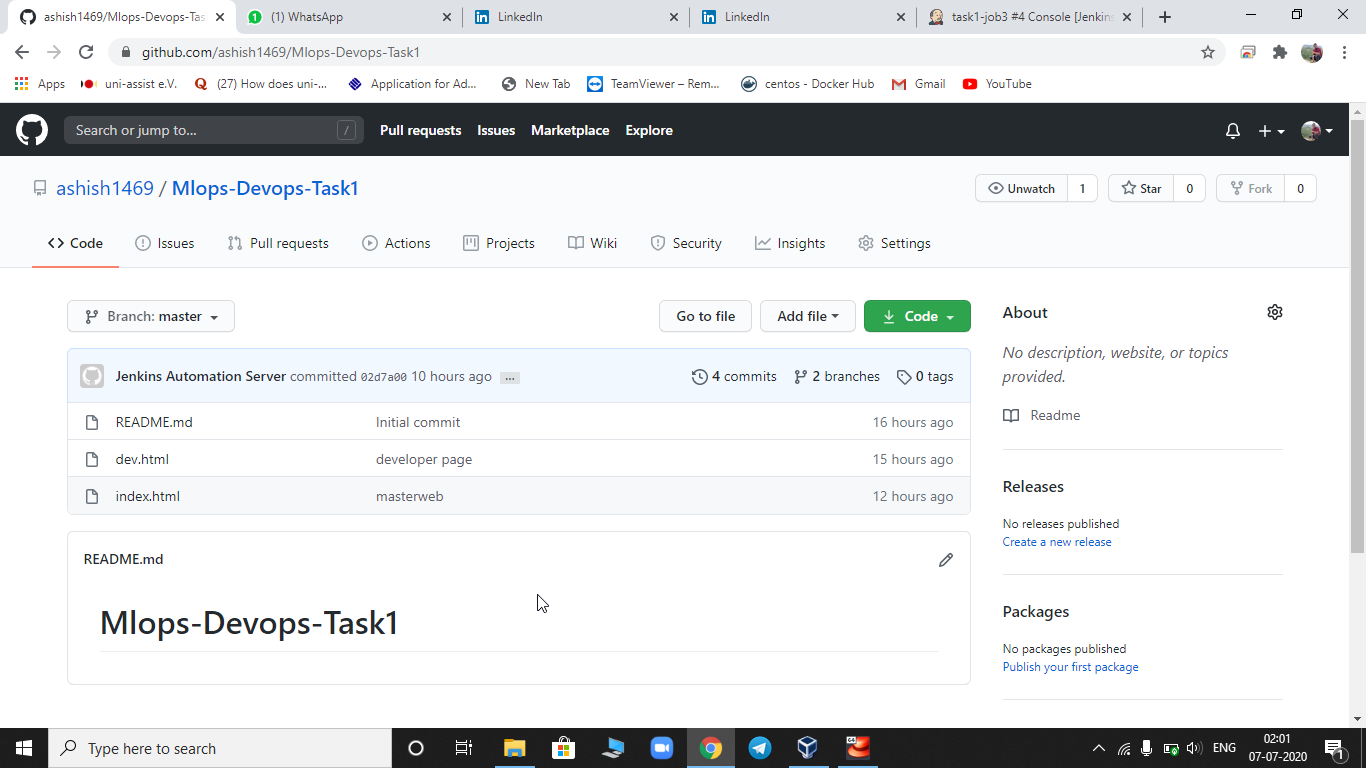 ashish1469/Mlops-Devops-Tas
(1) WhatsApp
LinkedIn
LinkedIn
task1-job3 #4 Console [Jenkins
github.com/ashish1469/Mlops-Devops-Task1
Apps
uni-assist e.V.
(27) How does uni-...
Application for Ad...
New Tab
TeamViewer – Rem...
centos - Docker Hub
Gmail
YouTube
Search or jump to...
/
Pull requests
Issues
Marketplace
Explore
ashish1469 / Mlops-Devops-Task1
Unwatch 1
Star 0
Fork 0
Code
Issues
Pull requests
Actions
Projects
Wiki
Security
Insights
Settings
Branch: master
Go to file
Add file
Code
Jenkins Automation Server committed 02d7a00 10 hours ago ...
4 commits
2 branches
0 tags
README.md Initial commit 16 hours ago
dev.html developer page 15 hours ago
index.html masterweb 12 hours ago
README.md
Mlops-Devops-Task1
About
No description, website, or topics
provided.
Readme
Releases
No releases published
Create a new release
Packages
No packages published
Publish your first package
Type here to search
64
ENG
02:01
07-07-2020
1